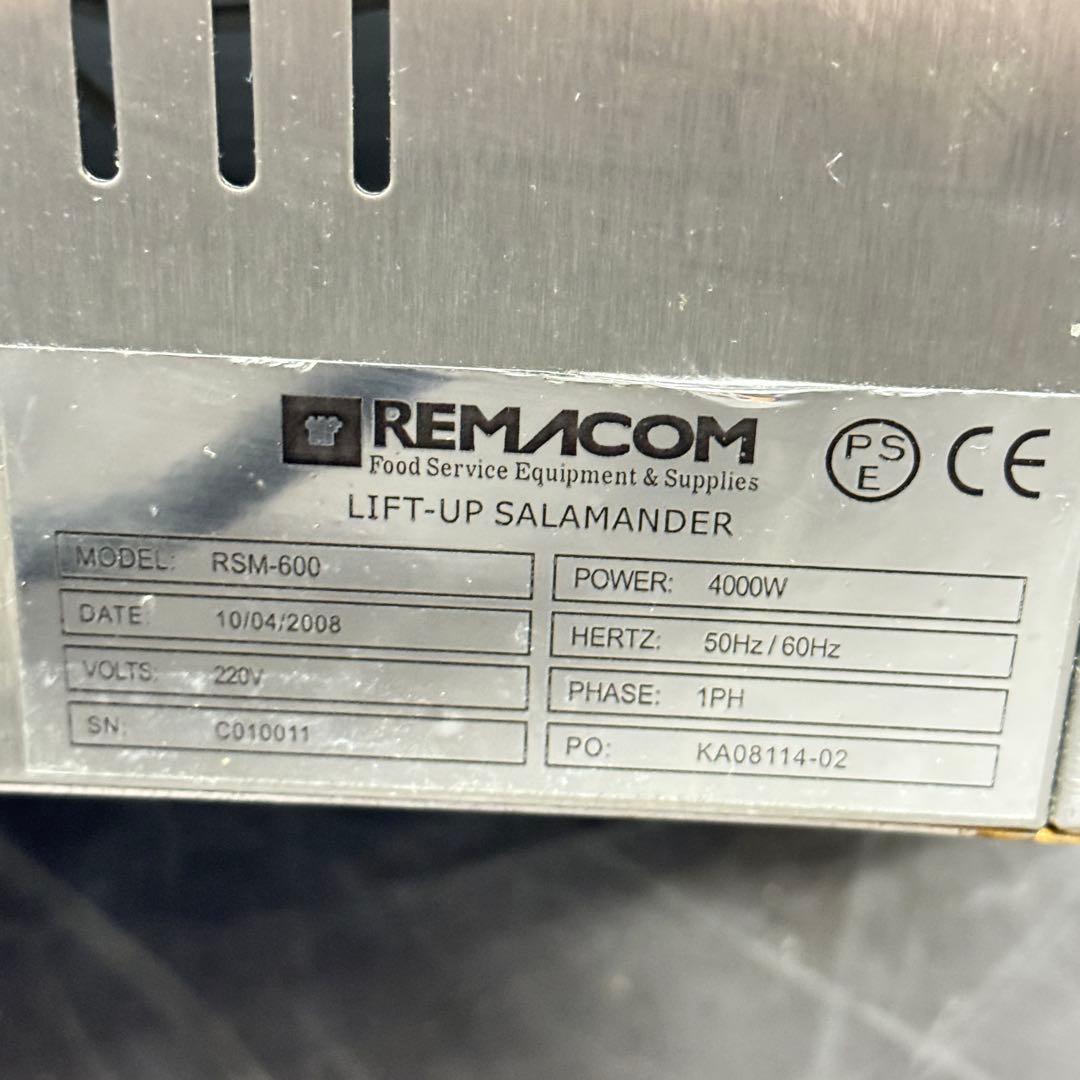 REMACOM
Food Service Equipment & Supplies
PS
E
CE
LIFT-UP SALAMANDER
MODEL: RSM-600
DATE: 10/04/2008
VOLTS: 220V
SN: C010011
POWER: 4000W
HERTZ: 50Hz / 60Hz
PHASE: 1PH
PO: KA08114-02